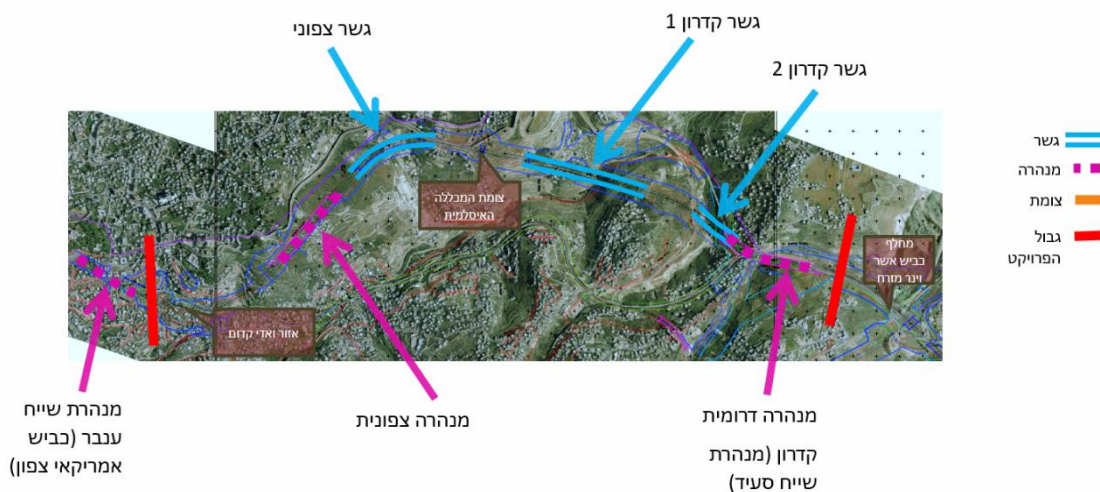 גשר צפוני
גשר קדרון 1
גשר קדרון 2
גשר
מנהרה
צומת
גבול
הפרויקט
צומת המכללה
האיסלמית
מחלף
כביש אשר
וינר מזרח
אזור ואדי קדום
מנהרת שייח
ענבר (כביש
אמריקאי צפון)
מנהרה צפונית
מנהרה דרומית
קדרון (מנהרת
שייח סעיד)